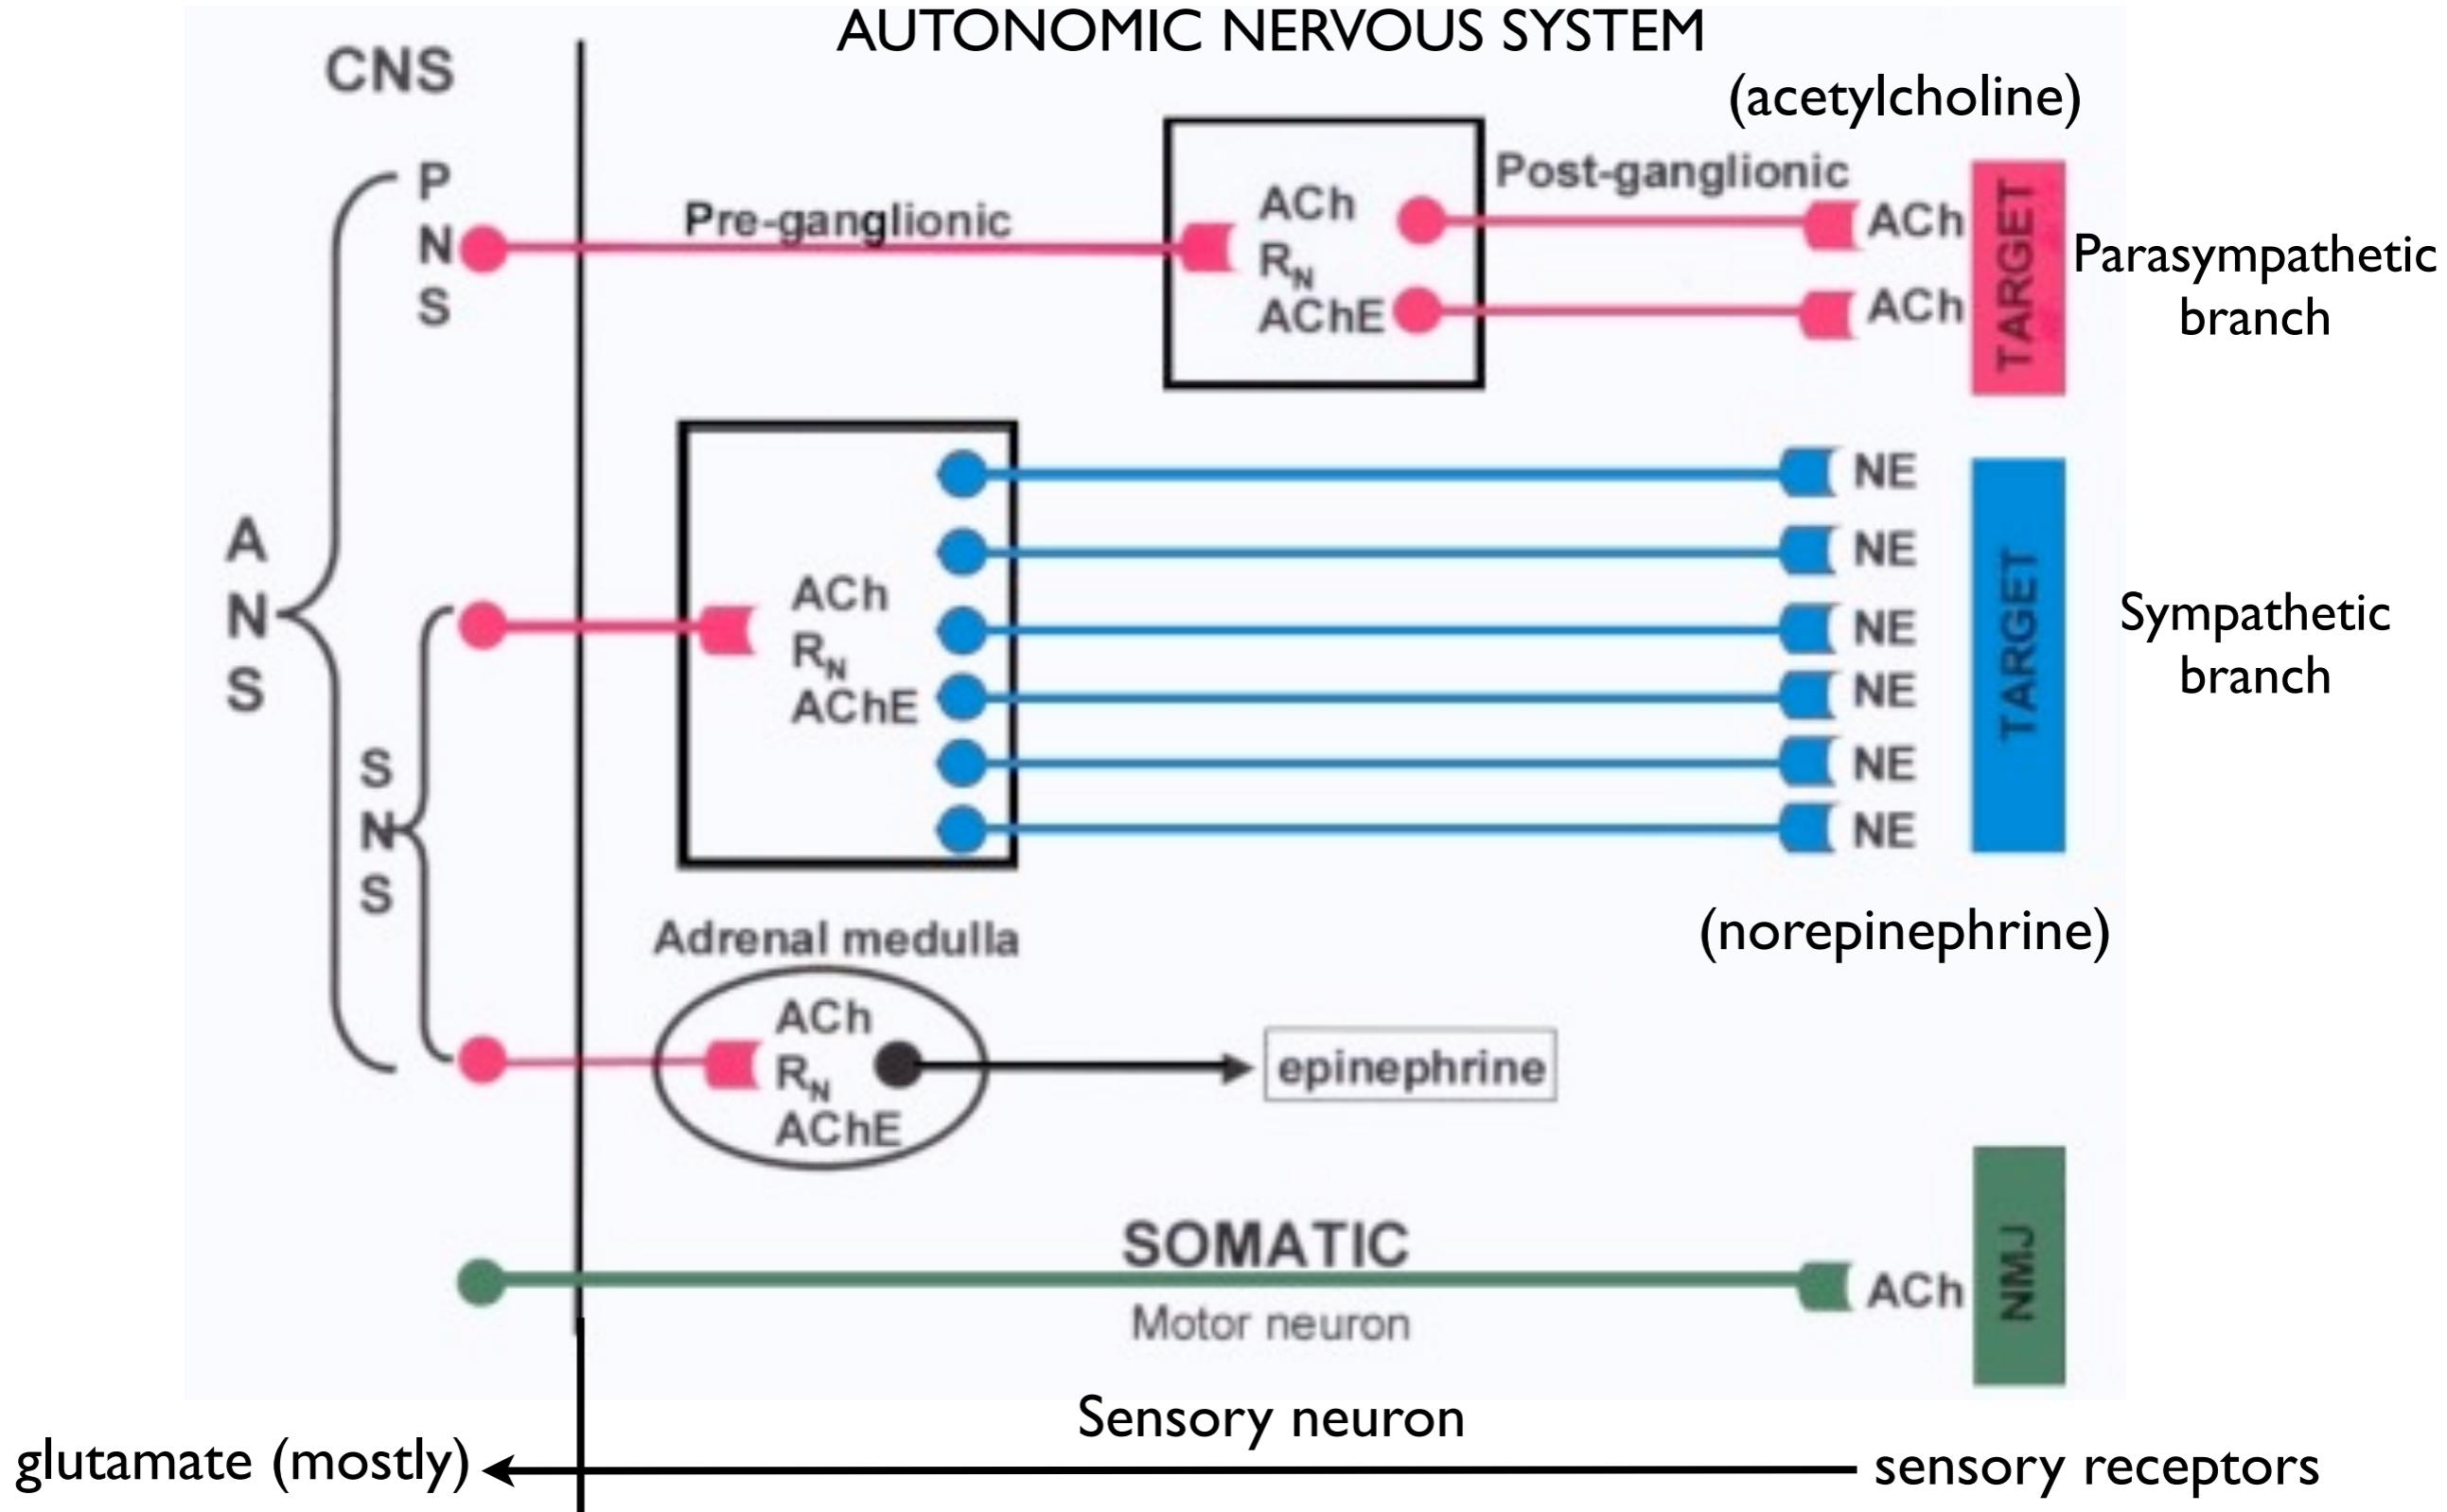 AUTONOMIC NERVOUS SYSTEM
CNS
(acetylcholine)
P
N
S
Pre-ganglionic
ACh
R_N
AChE
Post-ganglionic
ACh
ACh
TARGET
Parasympathetic
branch
A
N
S
S
N
S
ACh
R_N
AChE
NE
NE
NE
NE
NE
NE
TARGET
Sympathetic
branch
(norepinephrine)
Adrenal medulla
ACh
R_N
AChE
epinephrine
SOMATIC
Motor neuron
ACh
NMJ
Sensory neuron
glutamate (mostly)
sensory receptors